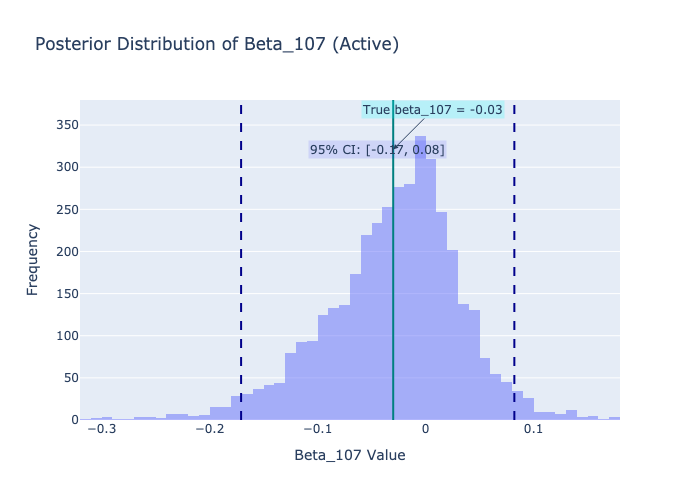 Posterior Distribution of Beta_107 (Active)
True beta_107 = -0.03
95% CI: [-0.17, 0.08]
350
300
250
200
150
100
50
0
Frequency
−0.3
−0.2
−0.1
0
0.1
Beta_107 Value